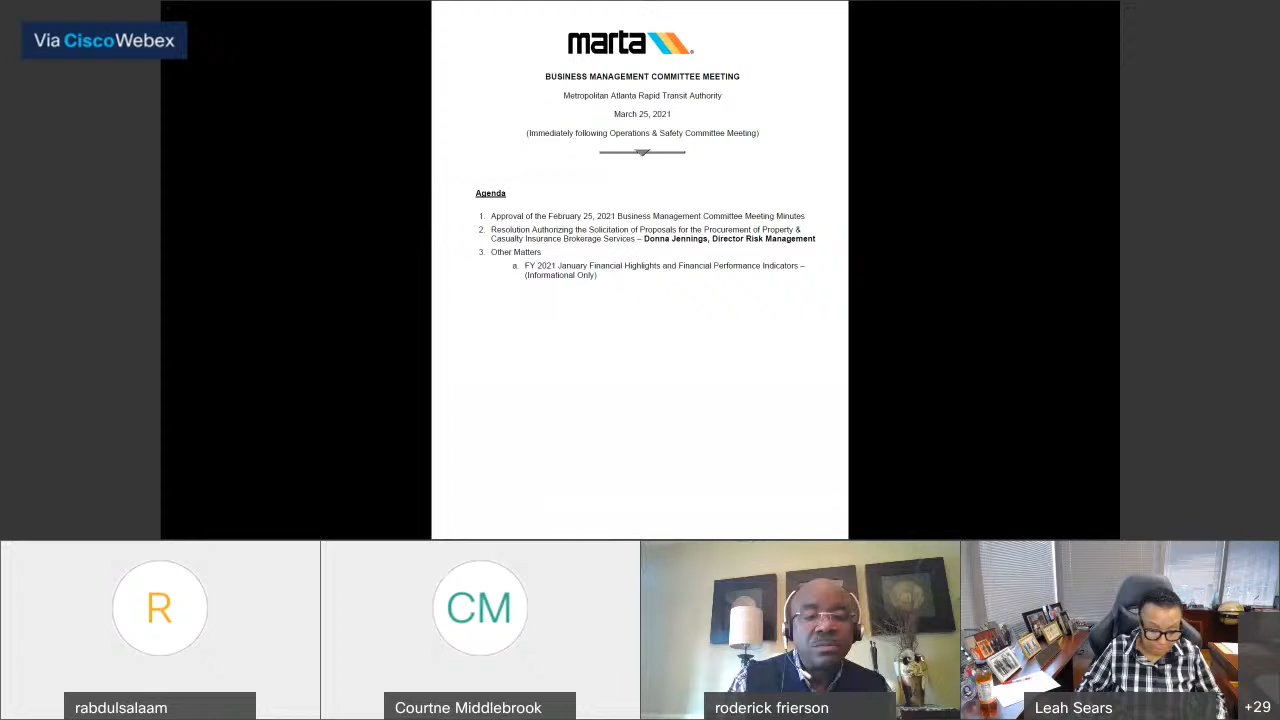 Via Cisco Webex
marta
BUSINESS MANAGEMENT COMMITTEE MEETING
Metropolitan Atlanta Rapid Transit Authority
March 25, 2021
(Immediately following Operations & Safety Committee Meeting)
Agenda
1. Approval of the February 25, 2021 Business Management Committee Meeting Minutes
2. Resolution Authorizing the Solicitation of Proposals for the Procurement of Property &
Casualty Insurance Brokerage Services – Donna Jennings, Director Risk Management
3. Other Matters
a. FY 2021 January Financial Highlights and Financial Performance Indicators –
(Informational Only)
R
CM
rabdulsalaam
Courtne Middlebrook
roderick frierson
Leah Sears
+29